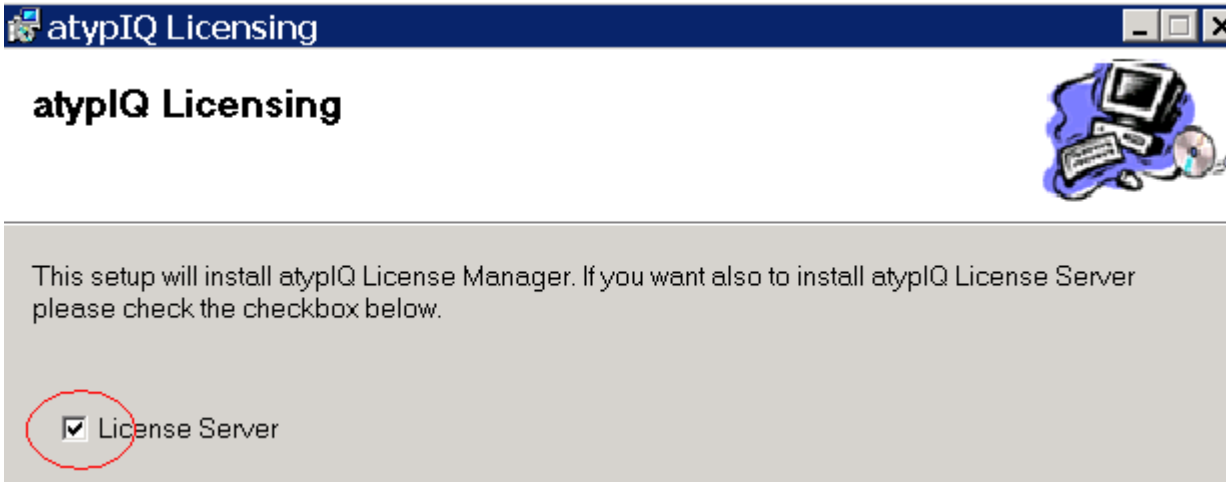 atypIQ Licensing
atypIQ Licensing
This setup will install atypIQ License Manager. If you want also to install atypIQ License Server
please check the checkbox below.
License Server